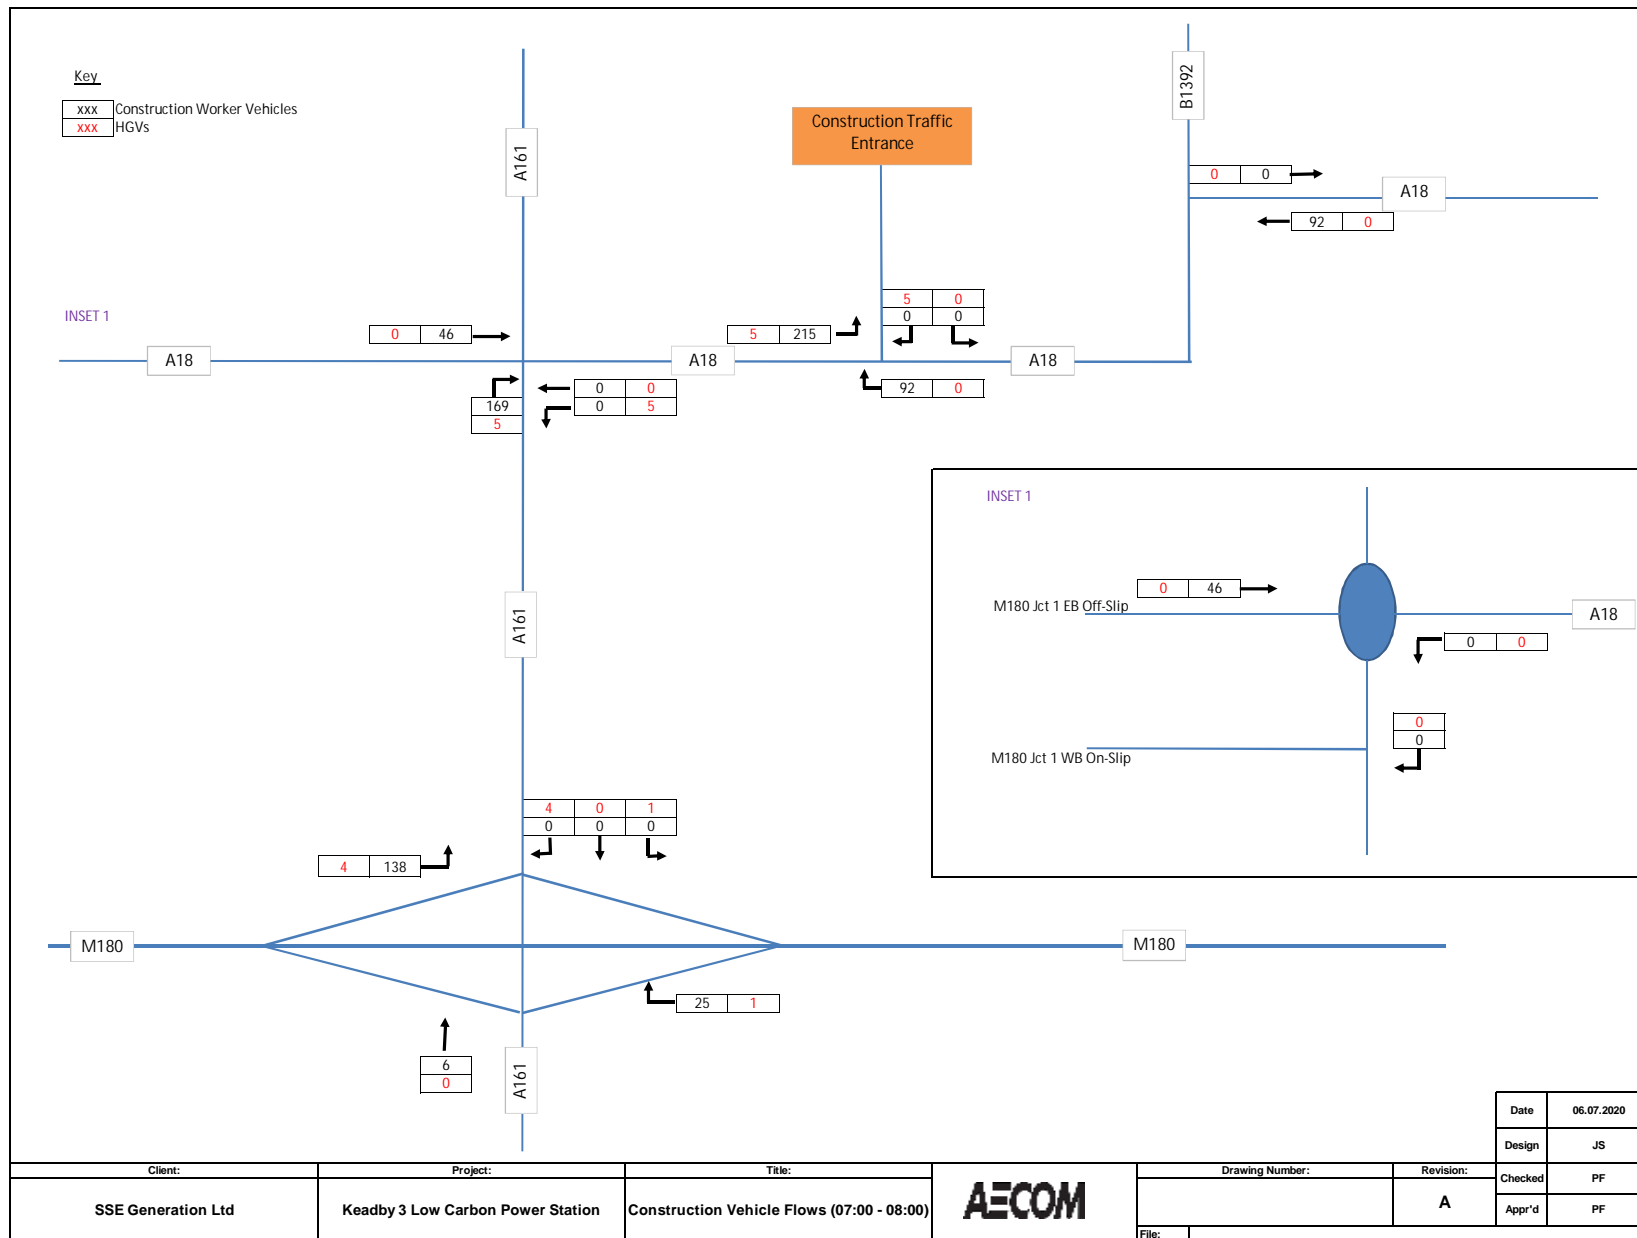 Key
xxx Construction Worker Vehicles
xxx HGVs
A161
Construction Traffic
Entrance
B1392
0 0
A18
92 0
INSET 1
0 46
5 215
5 0
0 0
A18
A18
A18
169
5
0 0
0 5
92 0
INSET 1
M180 Jct 1 EB Off-Slip
0 46
A18
0 0
0
0
M180 Jct 1 WB On-Slip
A161
4 0 1
0 0 0
4 138
M180
M180
25 1
6
0
A161
Date 06.07.2020
Design JS
Checked PF
Appr'd PF
Client: Project: Title: Drawing Number: Revision:
SSE Generation Ltd Keadby 3 Low Carbon Power Station Construction Vehicle Flows (07:00 - 08:00) AECOM A
File: